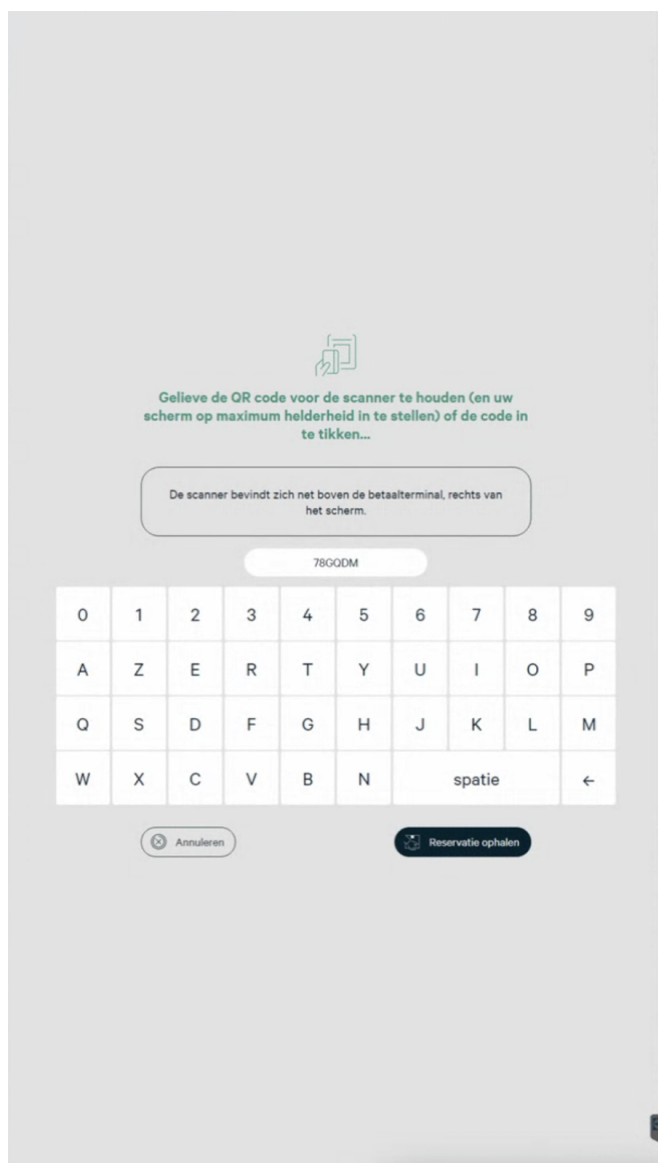 Gelieve de QR code voor de scanner te houden (en uw
scherm op maximum helderheid in te stellen) of de code in
te tikken...
De scanner bevindt zich net boven de betaalterminal, rechts van
het scherm.
78GQDM
0 1 2 3 4 5 6 7 8 9
A Z E R T Y U I O P
Q S D F G H J K L M
W X C V B N spatie ←
Annuleren Reservatie ophalen